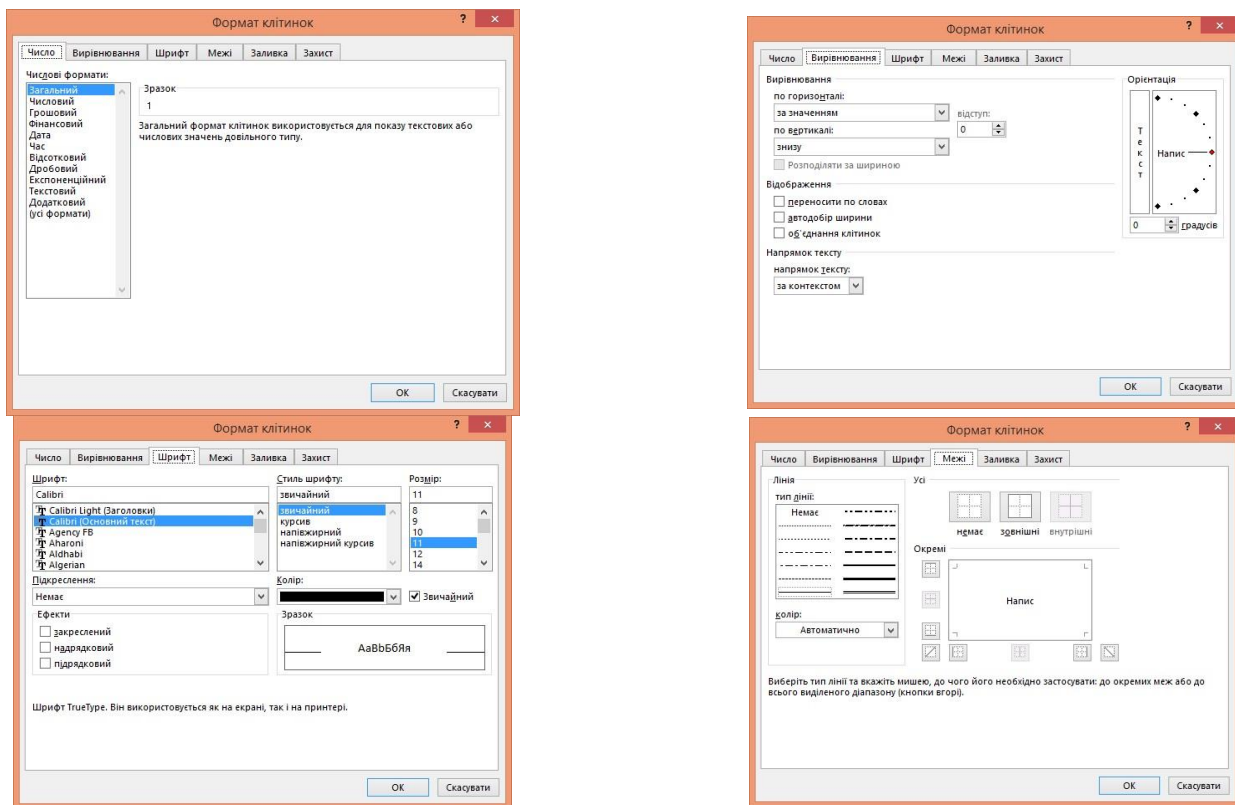 Формат клітинок
? ×
Число Вирівнювання Шрифт Межі Заливка Захист
Числові формати:
Загальний
Числовий
Грошовий
Фінансовий
Дата
Час
Відсотковий
Дробовий
Експоненційний
Текстовий
Додатковий
(усі формати)
Зразок
1
Загальний формат клітинок використовується для показу текстових або
числових значень довільного типу.
ОК Скасувати
Формат клітинок
? ×
Число Вирівнювання Шрифт Межі Заливка Захист
Вирівнювання
по горизонталі:
за значенням
відступ:
по вертикалі:
0
знизу
Розподіляти за шириною
Відображення
переносити по словах
автодобір ширини
об'єднання клітинок
Напрямок тексту
напрямок тексту:
за контекстом
Орієнтація
Текст
Напис
0 градусів
ОК Скасувати
Формат клітинок
? ×
Число Вирівнювання Шрифт Межі Заливка Захист
Шрифт:
Calibri
Calibri Light (Заголовки)
Calibri (Основний текст)
Agency FB
Aharoni
Aldhabi
Algerian
Стиль шрифту:
звичайний
звичайний
курсив
напівжирний
напівжирний курсив
Розмір:
11
8
9
10
11
12
14
Підкреслення:
Немає
Колір:
Звичайний
Ефекти
закреслений
надрядковий
підрядковий
Зразок
АаВbБбЯя
Шрифт TrueType. Він використовується як на екрані, так і на принтері.
ОК Скасувати
Формат клітинок
? ×
Число Вирівнювання Шрифт Межі Заливка Захист
Лінія
тип лінії:
Немає
колір:
Автоматично
Усі
немає зовнішні внутрішні
Окремі
Напис
Виберіть тип лінії та вкажіть мишею, до чого його необхідно застосувати: до окремих меж або до
всього виділеного діапазону (кнопки вгорі).
ОК Скасувати